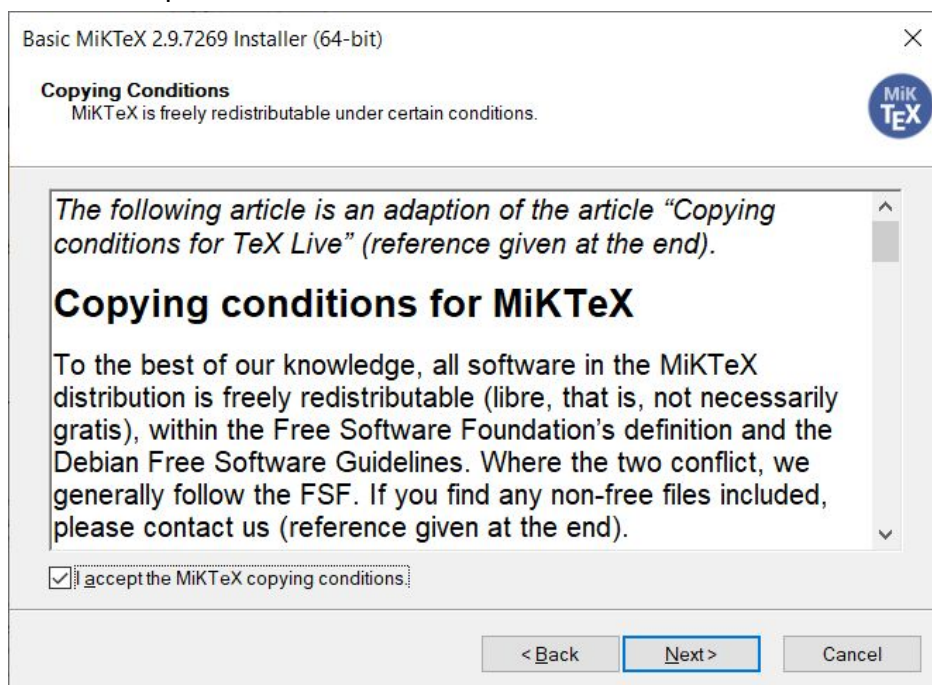 Basic MiKTeX 2.9.7269 Installer (64-bit)
Copying Conditions
MiKTeX is freely redistributable under certain conditions.
MiK
TEX
The following article is an adaption of the article “Copying
conditions for TeX Live” (reference given at the end).
Copying conditions for MiKTeX
To the best of our knowledge, all software in the MiKTeX
distribution is freely redistributable (libre, that is, not necessarily
gratis), within the Free Software Foundation's definition and the
Debian Free Software Guidelines. Where the two conflict, we
generally follow the FSF. If you find any non-free files included,
please contact us (reference given at the end).
I accept the MiKTeX copying conditions.
< Back
Next >
Cancel